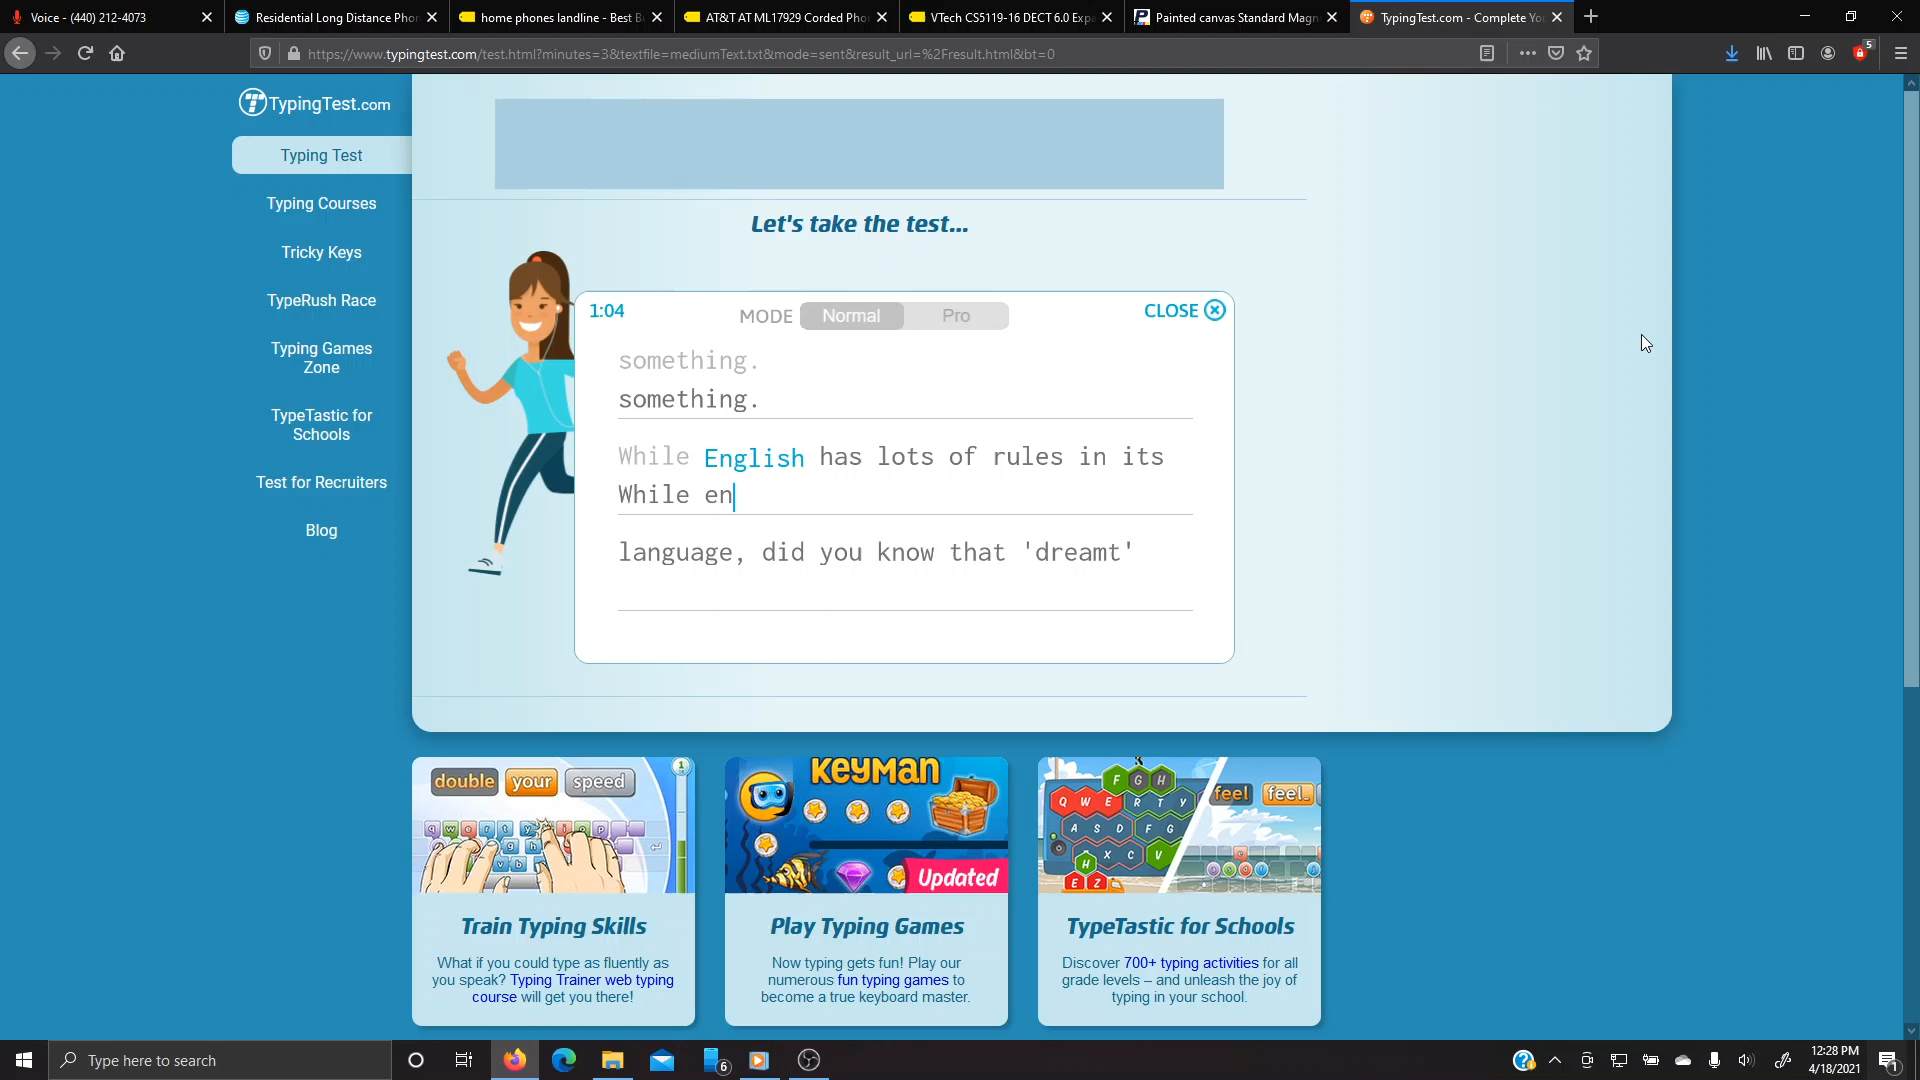 Voice - (440) 212-4073
Residential Long Distance Pho
home phones landline - Best B
AT&T AT ML17929 Corded Pho
VTech CS5119-16 DECT 6.0 Exp
Painted canvas Standard Magn
TypingTest.com - Complete Yo
https://www.typingtest.com/test.html?minutes=3&textfile=mediumText.txt&mode=sent&result_url=%2Fresult.html&bt=0
5
TypingTest.com
Typing Test
Typing Courses
Tricky Keys
TypeRush Race
Typing Games
Zone
TypeTastic for
Schools
Test for Recruiters
Blog
Let's take the test...
1:04
MODE Normal Pro
CLOSE
something.
something.
While English has lots of rules in its
While en
language, did you know that 'dreamt'
double your speed
1
KEYMAN
Updated
F G H
Q W E R T Y
A S D F G
H X C V
E Z
feel feel_
Train Typing Skills
What if you could type as fluently as
you speak? Typing Trainer web typing
course will get you there!
Play Typing Games
Now typing gets fun! Play our
numerous fun typing games to
become a true keyboard master.
TypeTastic for Schools
Discover 700+ typing activities for all
grade levels – and unleash the joy of
typing in your school.
Type here to search
6
12:28 PM
4/18/2021
1